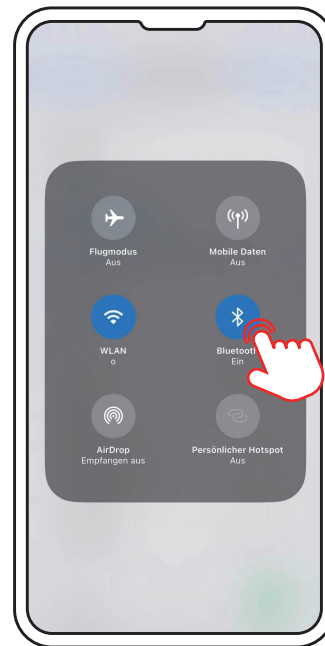 Flugmodus
Aus
Mobile Daten
Aus
WLAN
o
Bluetooth
Ein
AirDrop
Empfangen aus
Persönlicher Hotspot
Aus